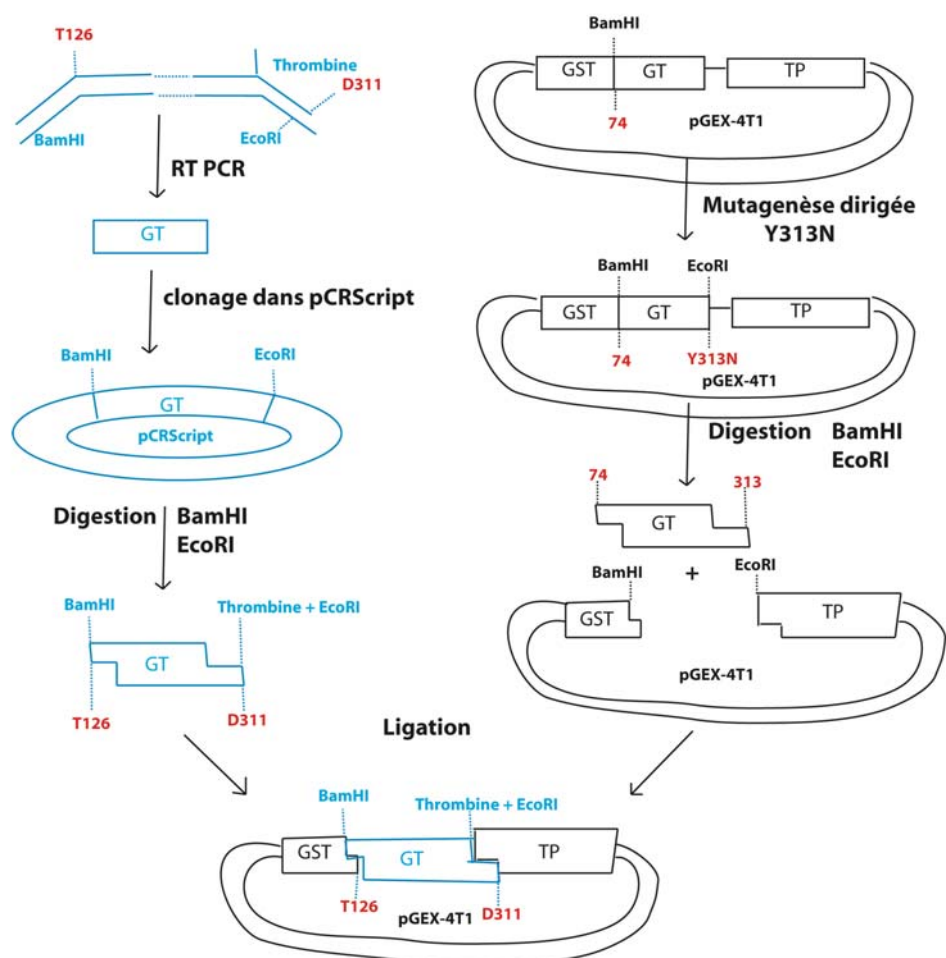 T126
Thrombine
D311
BamHI
EcoRI
RT PCR
GT
clonage dans pCRScript
BamHI
EcoRI
GT
pCRScript
Digestion
BamHI
EcoRI
BamHI
Thrombine + EcoRI
GT
T126
D311
BamHI
GST
GT
TP
pGEX-4T1
74
Mutagenèse dirigée
Y313N
BamHI
EcoRI
GST
GT
TP
74
Y313N
pGEX-4T1
Digestion
BamHI
EcoRI
74
313
GT
+
BamHI
EcoRI
GST
TP
pGEX-4T1
Ligation
BamHI
Thrombine + EcoRI
GST
GT
TP
T126
D311
pGEX-4T1